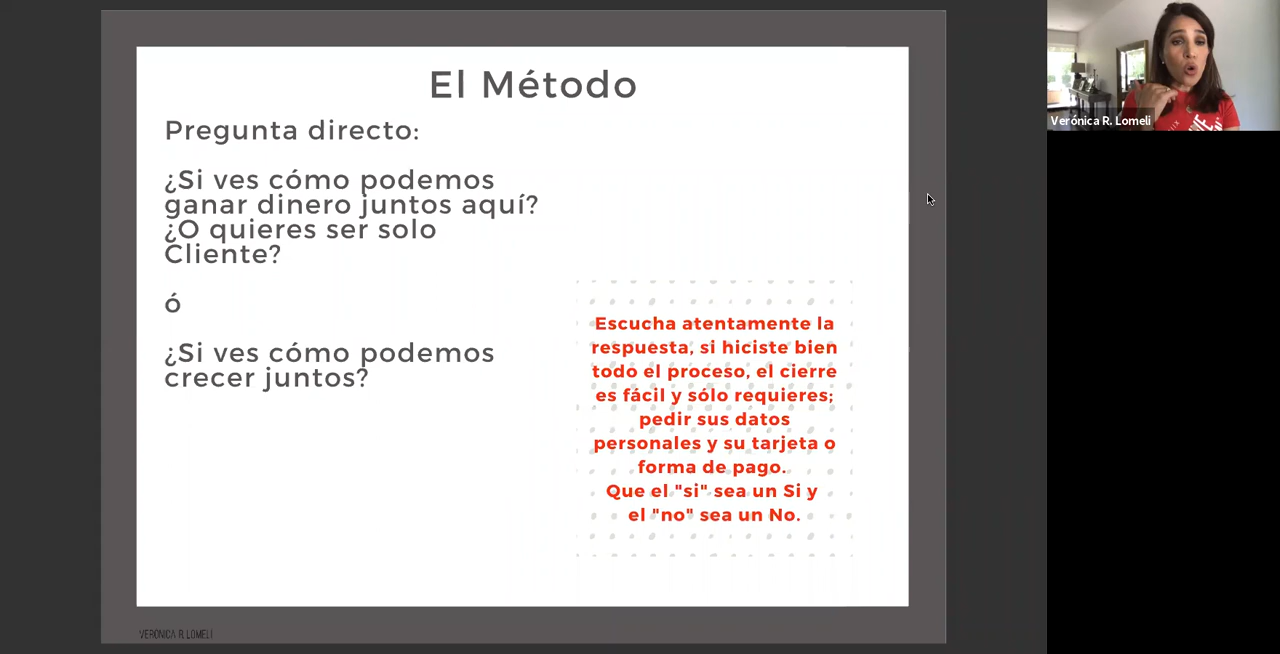 El Método
Pregunta directo:
¿Si ves cómo podemos
ganar dinero juntos aquí?
¿O quieres ser solo
Cliente?
ó
¿Si ves cómo podemos
crecer juntos?
Escucha atentamente la
respuesta, si hiciste bien
todo el proceso, el cierre
es fácil y sólo requieres;
pedir sus datos
personales y su tarjeta o
forma de pago.
Que el "si" sea un Si y
el "no" sea un No.
VERONICA R. LOMELI
Verónica R. Lomeli